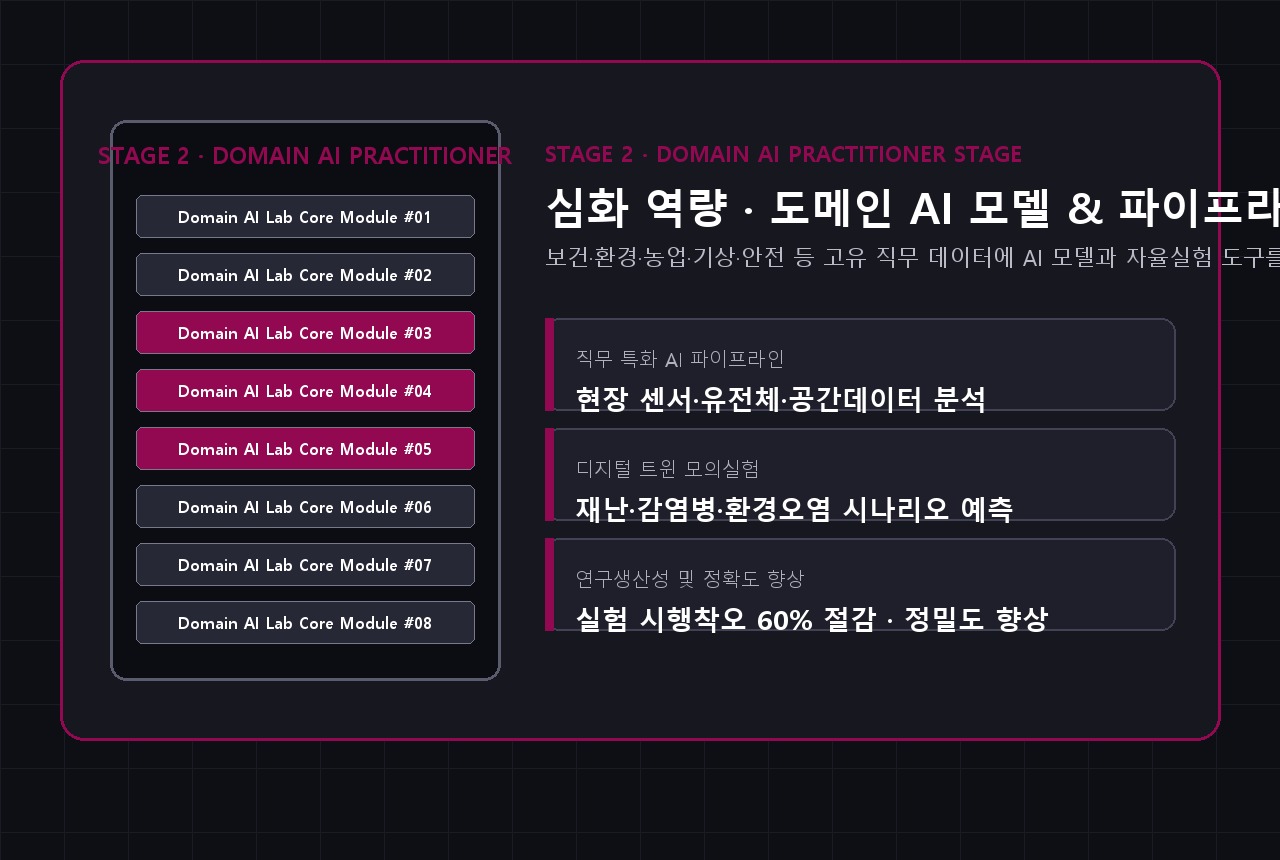 STAGE 2 · DOMAIN AI PRACTITIONER
Domain AI Lab Core Module #01
Domain AI Lab Core Module #02
Domain AI Lab Core Module #03
Domain AI Lab Core Module #04
Domain AI Lab Core Module #05
Domain AI Lab Core Module #06
Domain AI Lab Core Module #07
Domain AI Lab Core Module #08
STAGE 2 · DOMAIN AI PRACTITIONER STAGE
심화 역량 · 도메인 AI 모델 & 파이프라
보건·환경·농업·기상·안전 등 고유 직무 데이터에 AI 모델과 자율실험 도구를
직무 특화 AI 파이프라인
현장 센서·유전체·공간데이터 분석
디지털 트윈 모의실험
재난·감염병·환경오염 시나리오 예측
연구생산성 및 정확도 향상
실험 시행착오 60% 절감 · 정밀도 향상